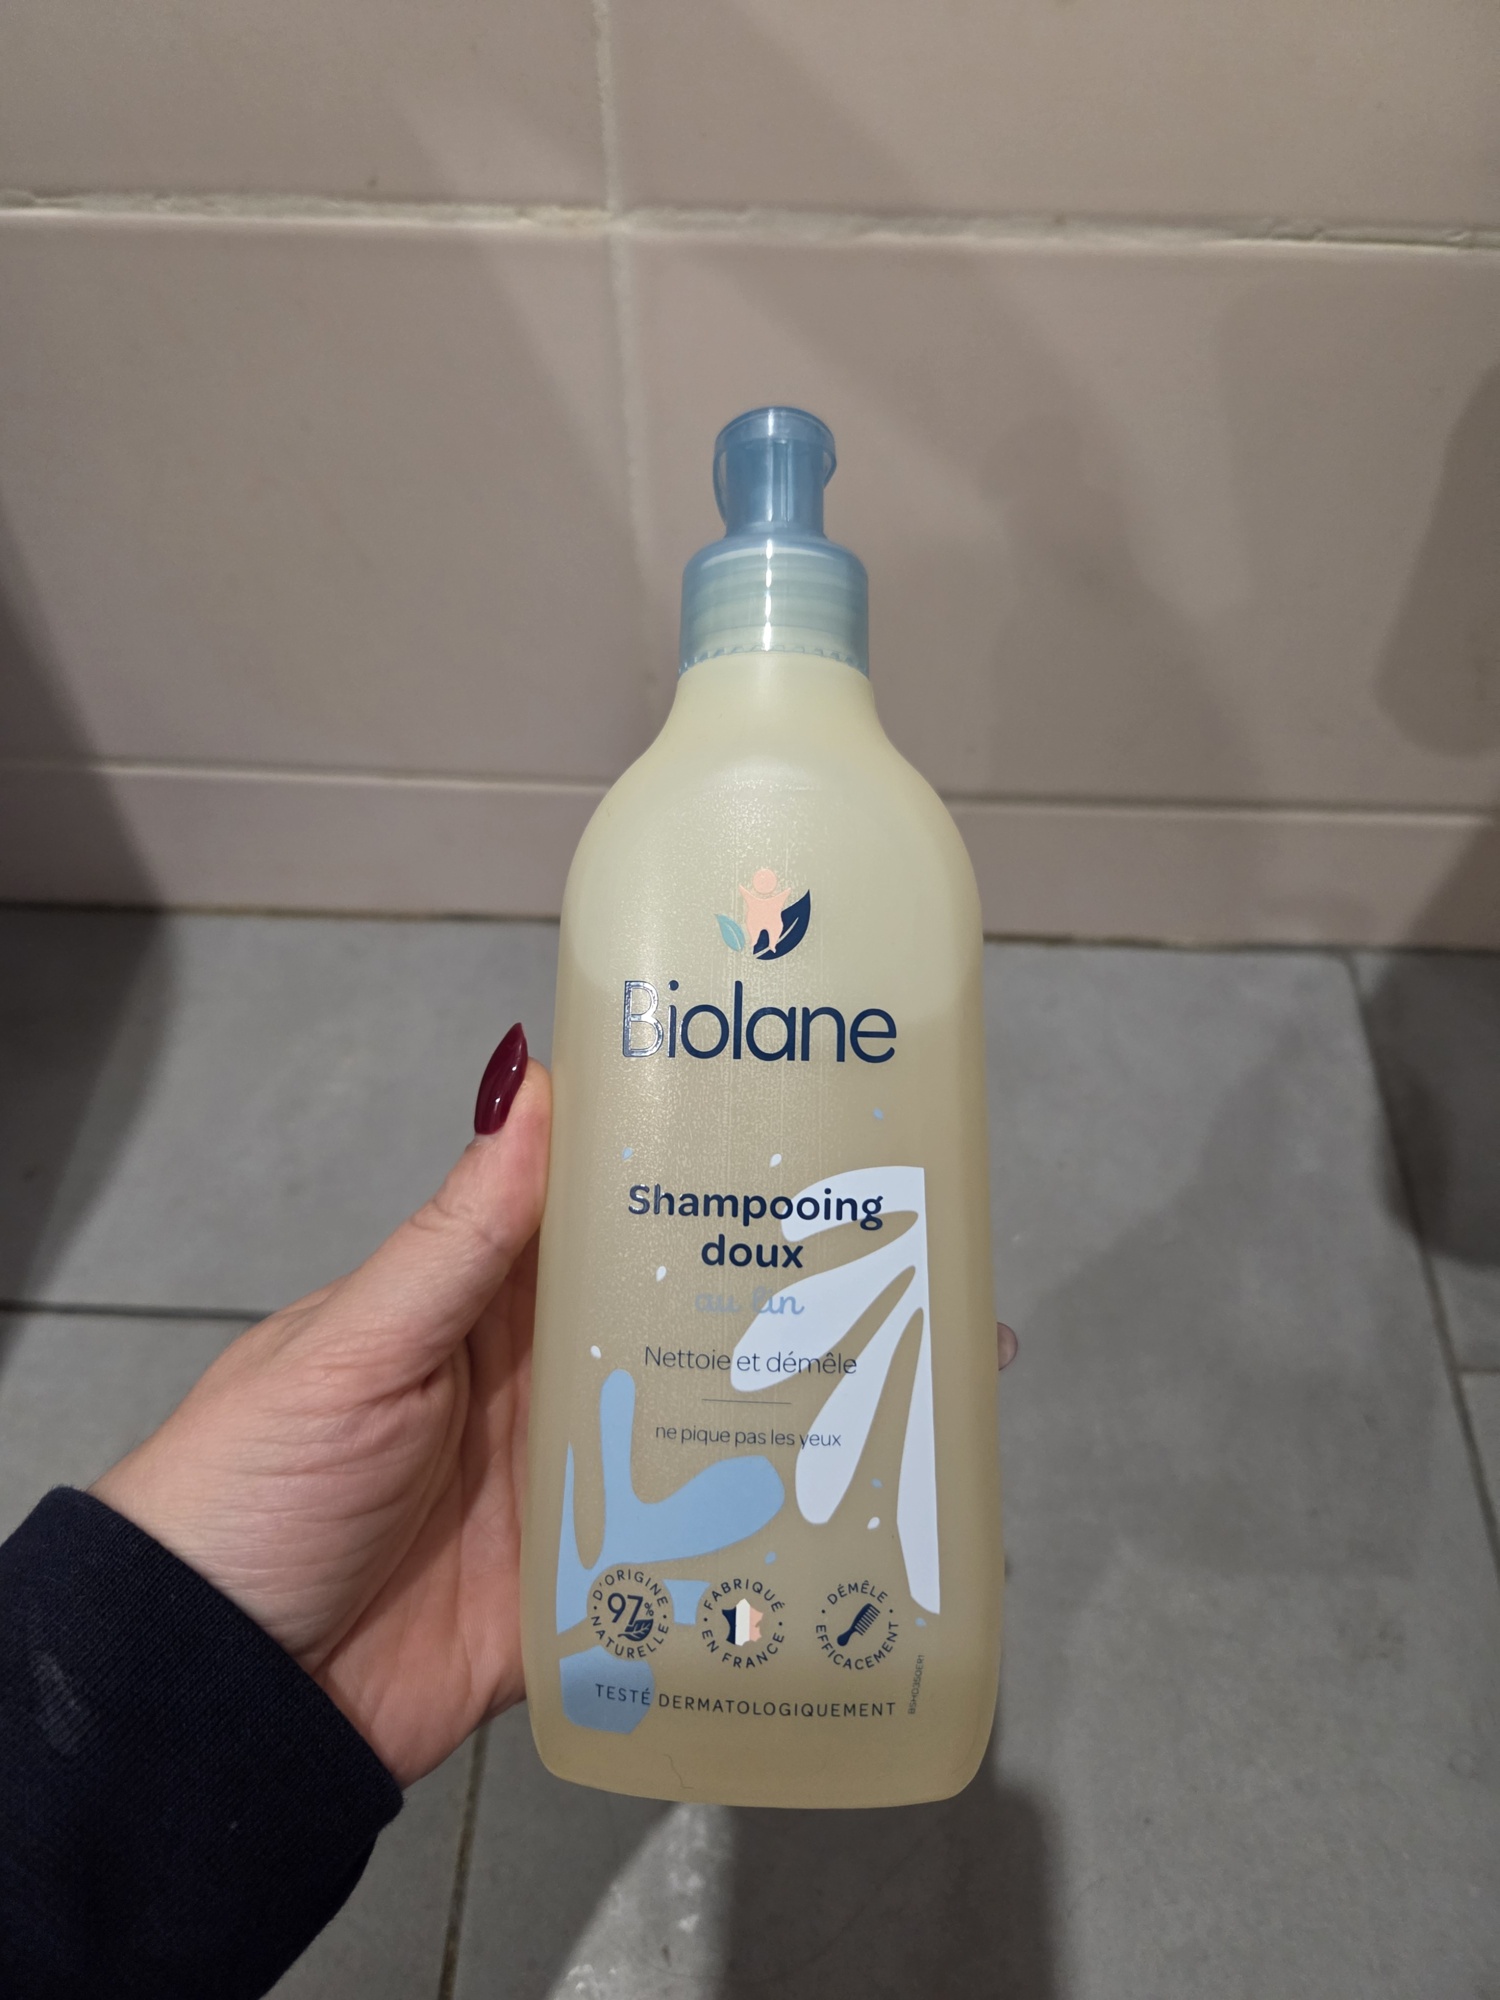 Biolane
Shampooing
doux
au lin
Nettoie et démêle
ne pique pas les yeux
D'ORIGINE
97%
NATURELLE
FABRIQUÉ
EN FRANCE
DÉMÊLE
EFFICACEMENT
TESTÉ DERMATOLOGIQUEMENT